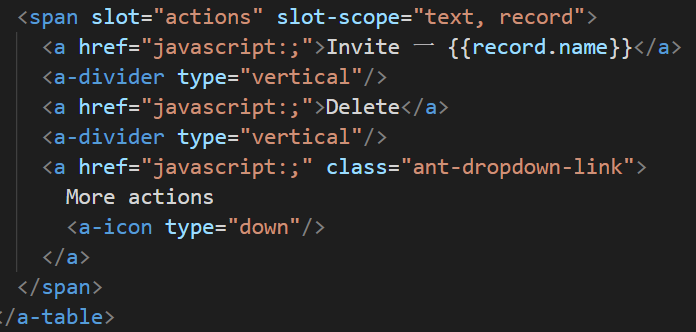 <span slot="actions" slot-scope="text, record">
<a href="javascript:;">Invite 一 {{record.name}}</a>
<a-divider type="vertical"/>
<a href="javascript:;">Delete</a>
<a-divider type="vertical"/>
<a href="javascript:;" class="ant-dropdown-link">
More actions
<a-icon type="down"/>
</a>
</span>
</a-table>